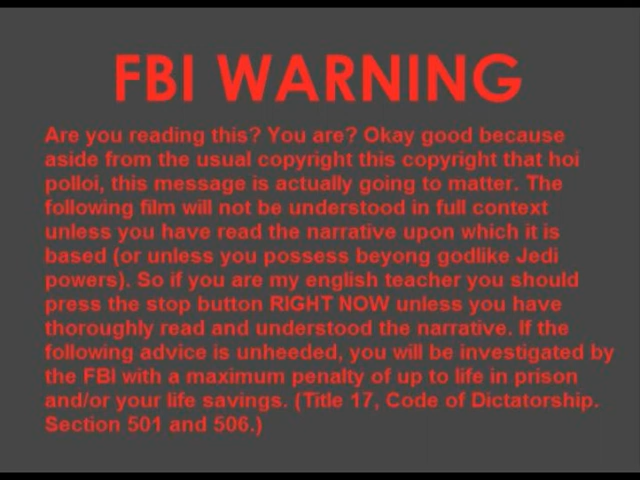 FBI WARNING
Are you reading this? You are? Okay good because
aside from the usual copyright this copyright that hoi
polloi, this message is actually going to matter. The
following film will not be understood in full context
unless you have read the narrative upon which it is
based (or unless you possess beyong godlike Jedi
powers). So if you are my english teacher you should
press the stop button RIGHT NOW unless you have
thoroughly read and understood the narrative. If the
following advice is unheeded, you will be investigated by
the FBI with a maximum penalty of up to life in prison
and/or your life savings. (Title 17, Code of Dictatorship.
Section 501 and 506.)